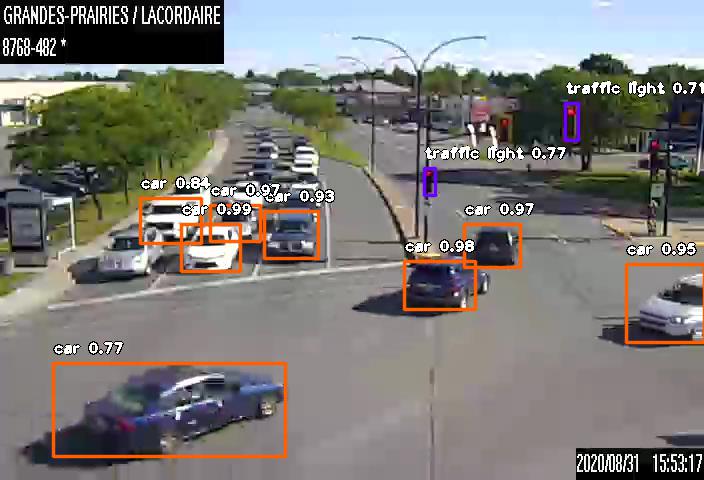 GRANDES-PRAIRIES / LACORDAIRE
8768-482 *
traffic light 0.71
traffic light 0.77
car 0.84
car 0.97
car 0.99
car 0.93
car 0.97
car 0.98
car 0.95
car 0.77
2020/08/31 15:53:17